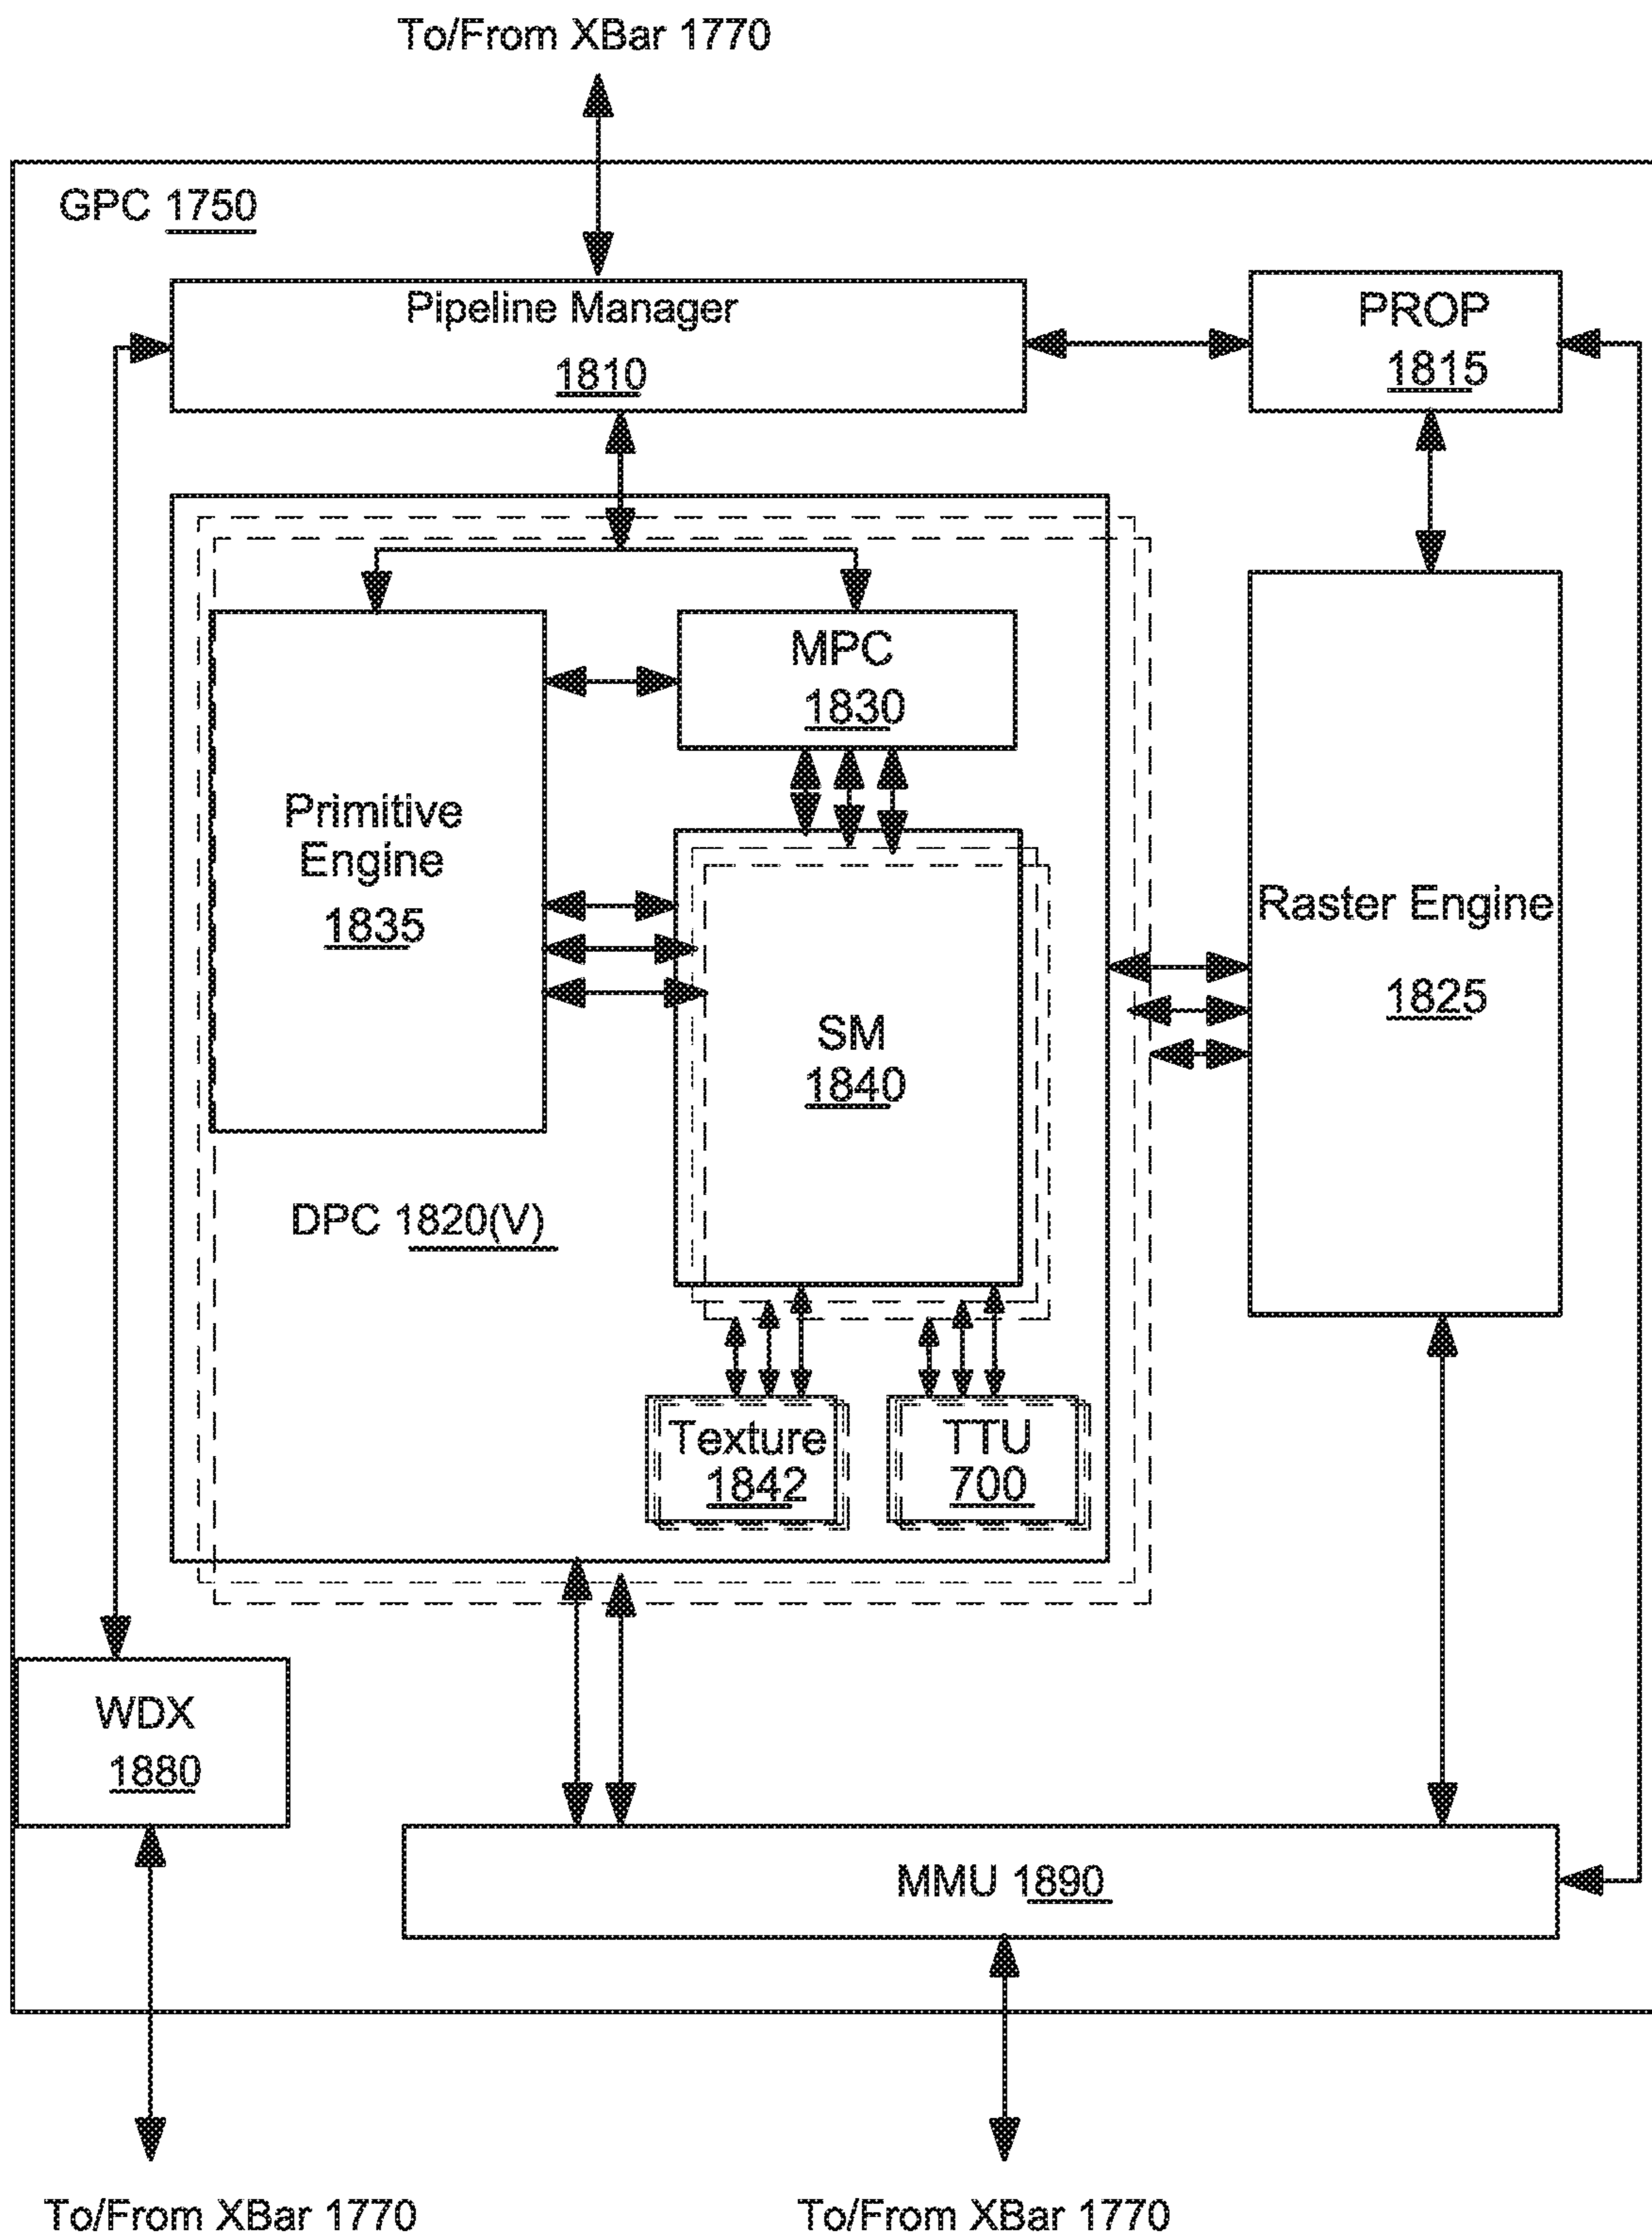 To/From XBar 1770
GPC 1750
Pipeline Manager
1810
PROP
1815
MPC
1830
Primitive
Engine
1835
Raster Engine
1825
SM
1840
DPC 1820(V)
Texture
1842
TTU
700
WDX
1880
MMU 1890
To/From XBar 1770
To/From XBar 1770